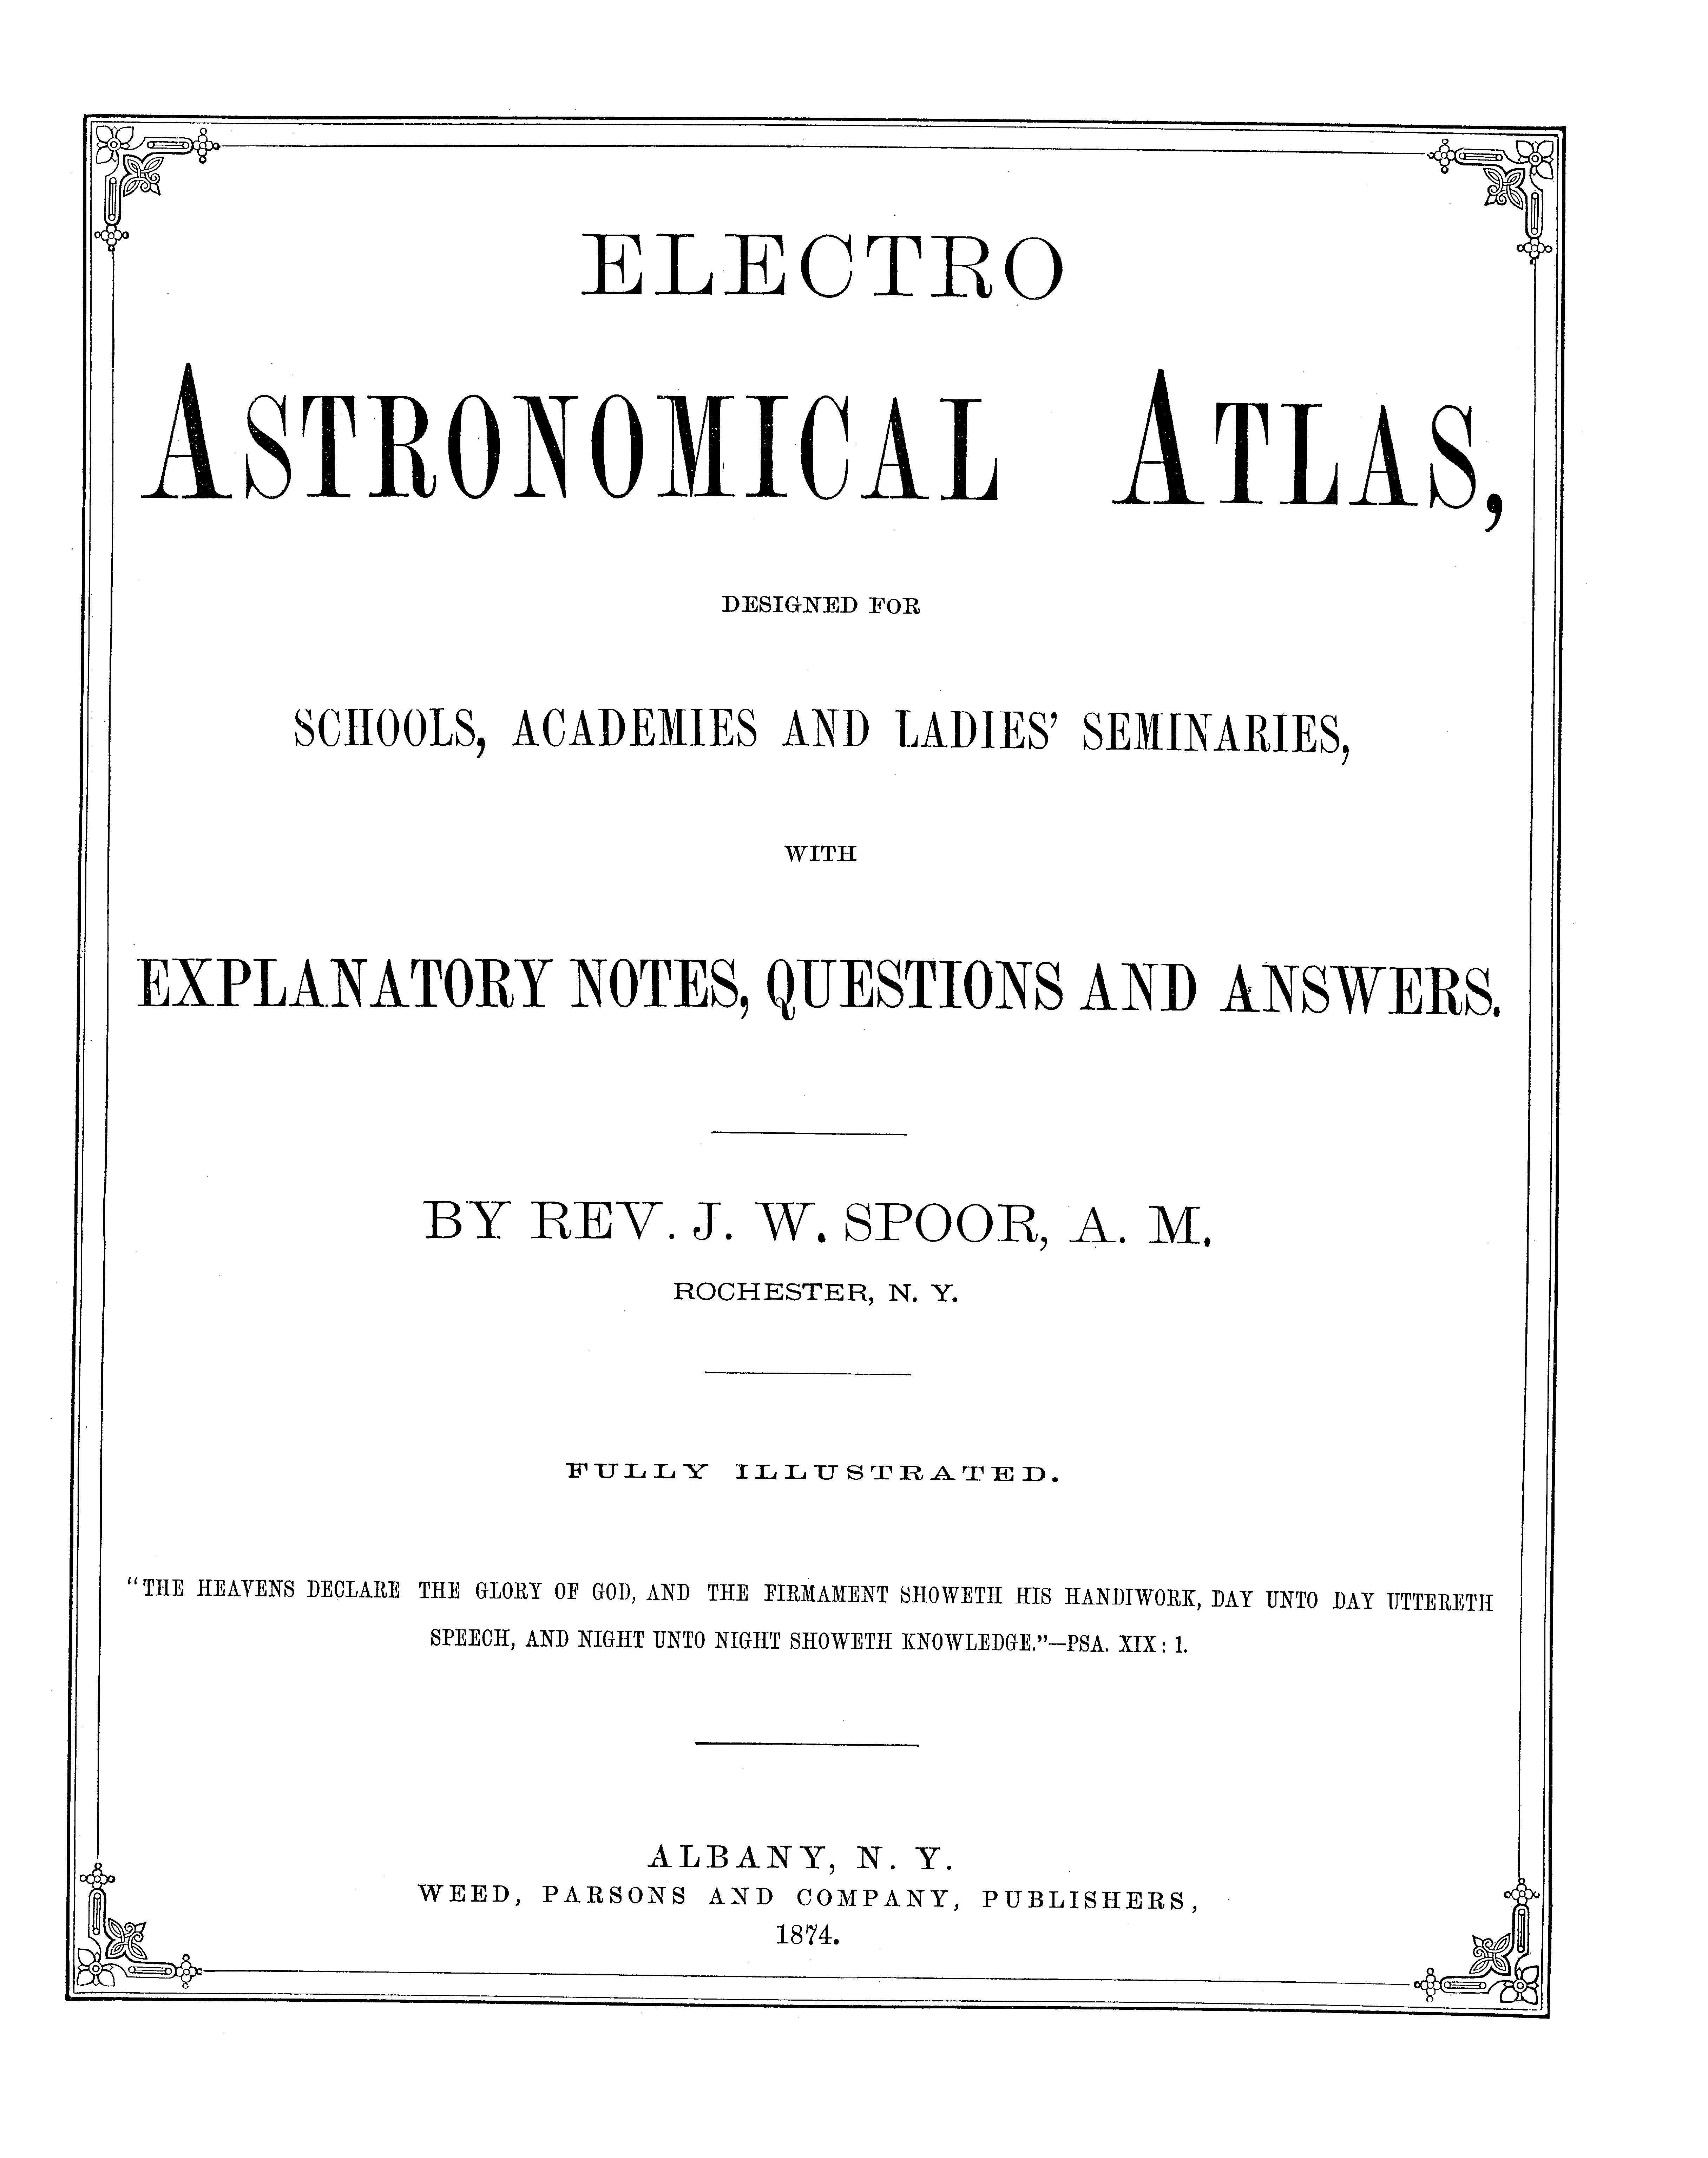 ELECTRO
ASTRONOMICAL ATLAS,
DESIGNED FOR
SCHOOLS, ACADEMIES AND LADIES' SEMINARIES,
WITH
EXPLANATORY NOTES, QUESTIONS AND ANSWERS.
BY REV. J. W. SPOOR, A. M.
ROCHESTER, N. Y.
FULLY ILLUSTRATED.
"THE HEAVENS DECLARE THE GLORY OF GOD, AND THE FIRMAMENT SHOWETH HIS HANDIWORK, DAY UNTO DAY UTTERETH
SPEECH, AND NIGHT UNTO NIGHT SHOWETH KNOWLEDGE."—PSA. XIX: 1.
ALBANY, N. Y.
WEED, PARSONS AND COMPANY, PUBLISHERS,
1874.